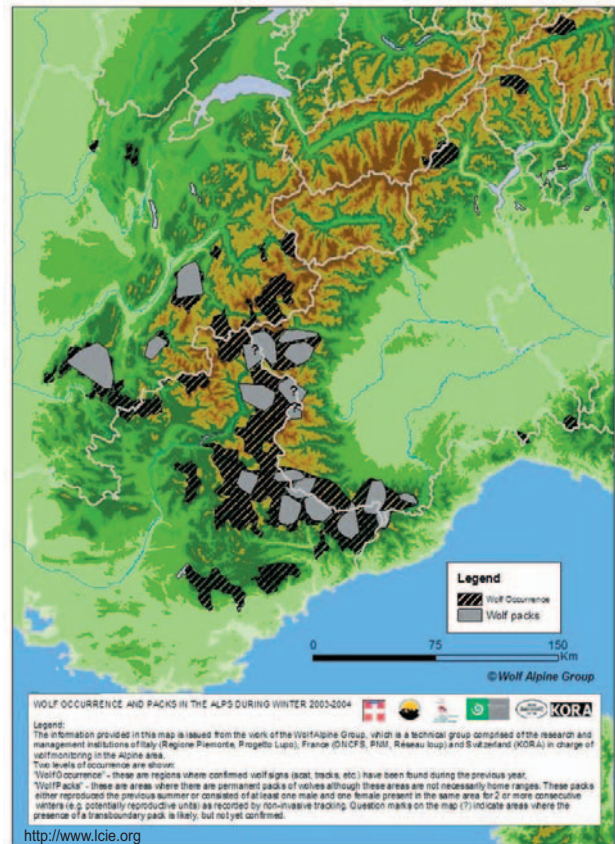 ?
?
?
Legend
Wolf Occurrence
Wolf packs
0 75 150
Km
©Wolf Alpine Group
WOLF OCCURRENCE AND PACKS IN THE ALPS DURING WINTER 2003-2004
KORA
Legend:
The information provided in this map is issued from the work of the Wolf Alpine Group, which is a technical group comprised of the research and
management institutions of Italy (Regione Piemonte, Progetto Lupo), France (ONCFS, PNM, Réseau loup) and Switzerland (KORA) in charge of
wolf monitoring in the Alpine area.
Two levels of occurrence are shown:
"Wolf Occurrence" - these are regions where confirmed wolf signs (scat, tracks, etc.) have been found during the previous year,
"Wolf Packs" - these are areas where there are permanent packs of wolves although these areas are not necessarily home ranges. These packs
either reproduced the previous summer or consisted of at least one male and one female present in the same area for 2 or more consecutive
winters (e.g. potentially reproductive units) as recorded by non-invasive tracking. Question marks on the map (?) indicate areas where the
presence of a transboundary pack is likely, but not yet confirmed.
http://www.lcie.org